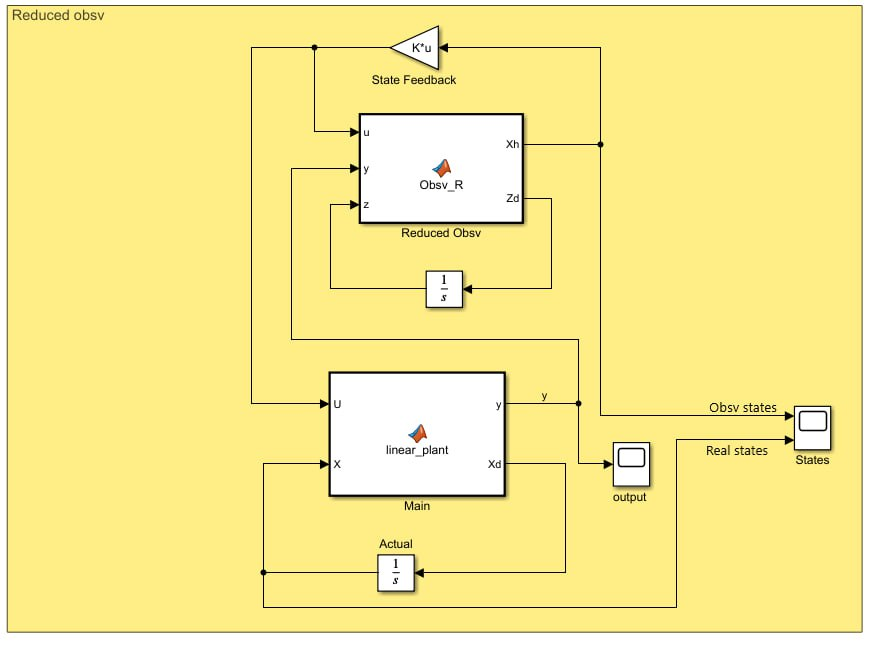 Reduced obsv
K*u
State Feedback
u
Xh
y
Obsv_R
z
Zd
Reduced Obsv
1
s
U
y
y
Obsv states
linear_plant
X
Xd
Real states
States
output
Main
Actual
1
s